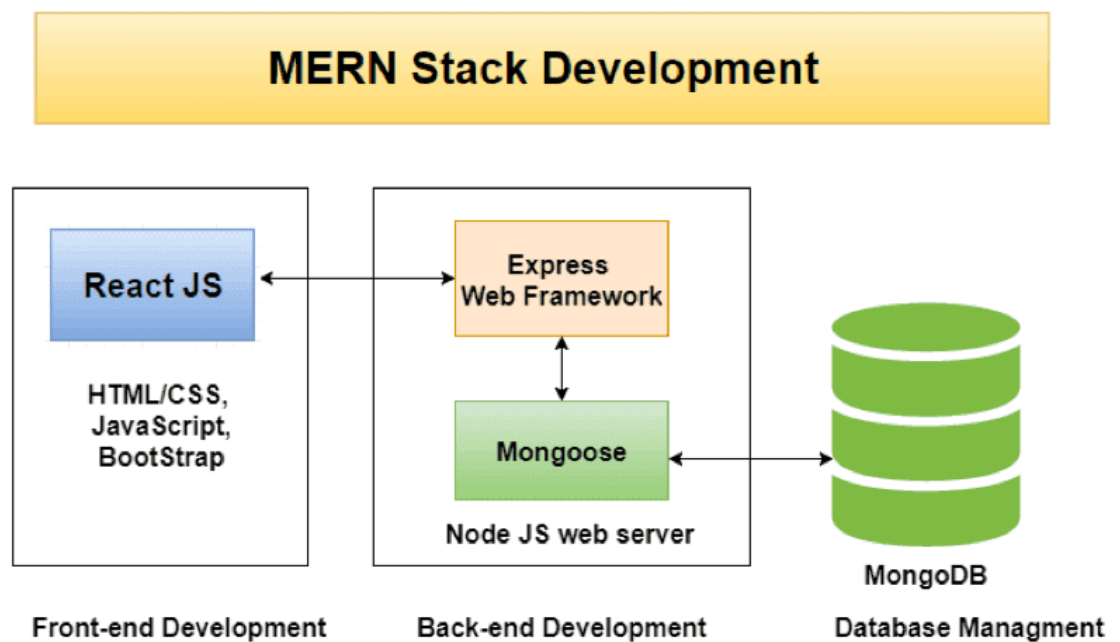 MERN Stack Development
React JS
HTML/CSS,
JavaScript,
BootStrap
Front-end Development
Express
Web Framework
Mongoose
Node JS web server
Back-end Development
MongoDB
Database Managment